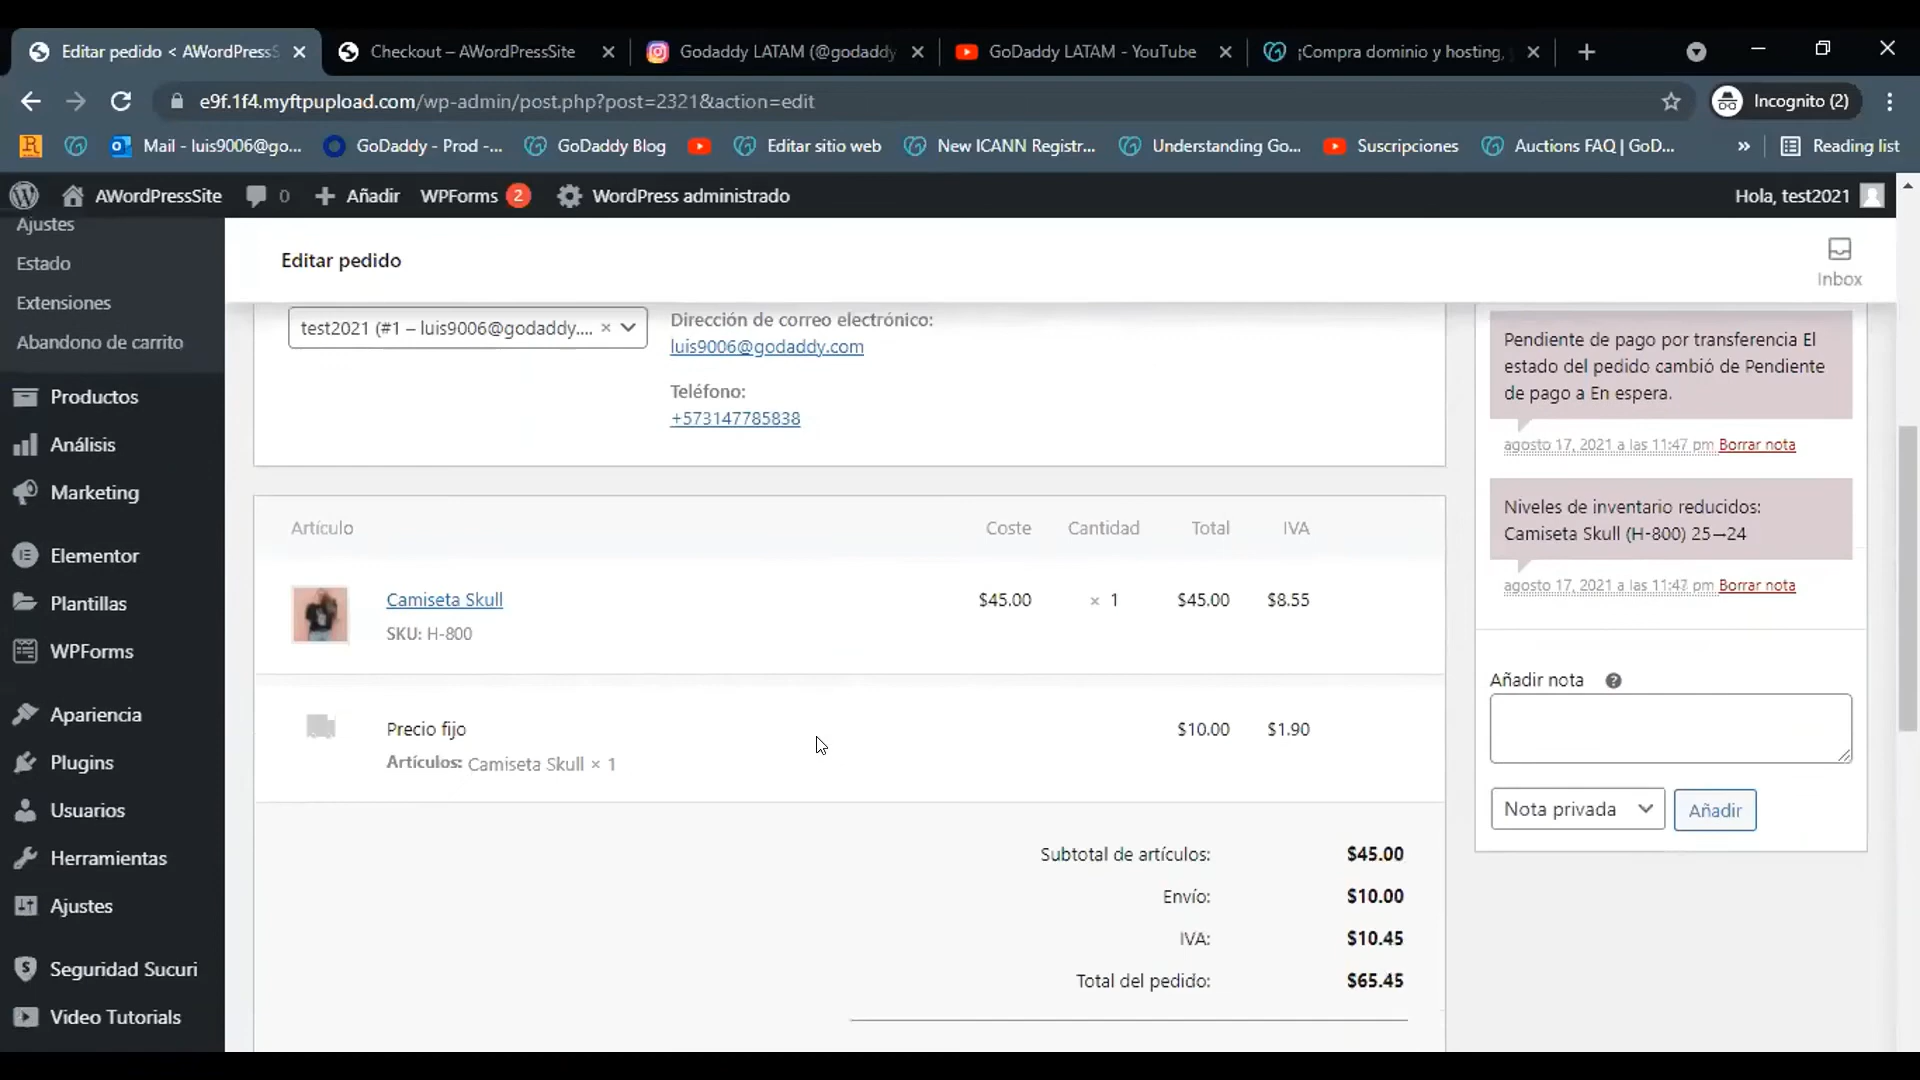 Editar pedido < AWordPressS
Checkout – AWordPressSite
Godaddy LATAM (@godaddy
GoDaddy LATAM - YouTube
¡Compra dominio y hosting,
e9f.1f4.myftpupload.com/wp-admin/post.php?post=2321&action=edit
Incognito (2)
Mail - luis9006@go...
GoDaddy - Prod -...
GoDaddy Blog
Editar sitio web
New ICANN Registr...
Understanding Go...
Suscripciones
Auctions FAQ | GoD...
»
Reading list
AWordPressSite
0
Añadir
WPForms 2
WordPress administrado
Hola, test2021
Ajustes
Estado
Extensiones
Abandono de carrito
Productos
Análisis
Marketing
Elementor
Plantillas
WPForms
Apariencia
Plugins
Usuarios
Herramientas
Ajustes
Seguridad Sucuri
Video Tutorials
Editar pedido
Inbox
test2021 (#1 – luis9006@godaddy.... ×
Dirección de correo electrónico:
luis9006@godaddy.com
Teléfono:
+573147785838
Artículo Coste Cantidad Total IVA
Camiseta Skull $45.00 × 1 $45.00 $8.55
SKU: H-800
Precio fijo $10.00 $1.90
Artículos: Camiseta Skull × 1
Subtotal de artículos: $45.00
Envío: $10.00
IVA: $10.45
Total del pedido: $65.45
Pendiente de pago por transferencia El
estado del pedido cambió de Pendiente
de pago a En espera.
agosto 17, 2021 a las 11:47 pm Borrar nota
Niveles de inventario reducidos:
Camiseta Skull (H-800) 25→24
agosto 17, 2021 a las 11:47 pm Borrar nota
Añadir nota ?
Nota privada
Añadir